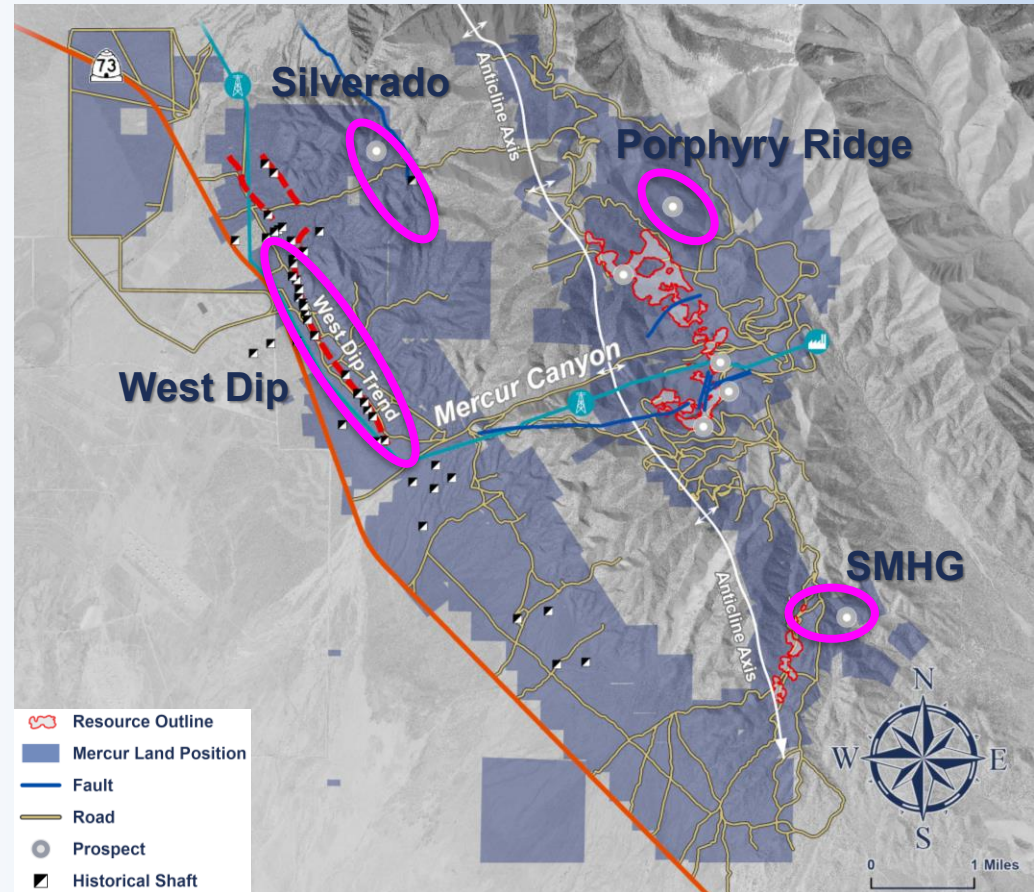 73
Silverado
Anticline Axis
Porphyry Ridge
West Dip Trend
West Dip
Mercur Canyon
SMHG
Anticline Axis
N
W
E
S
Resource Outline
Mercur Land Position
Fault
Road
Prospect
Historical Shaft
0
1 Miles